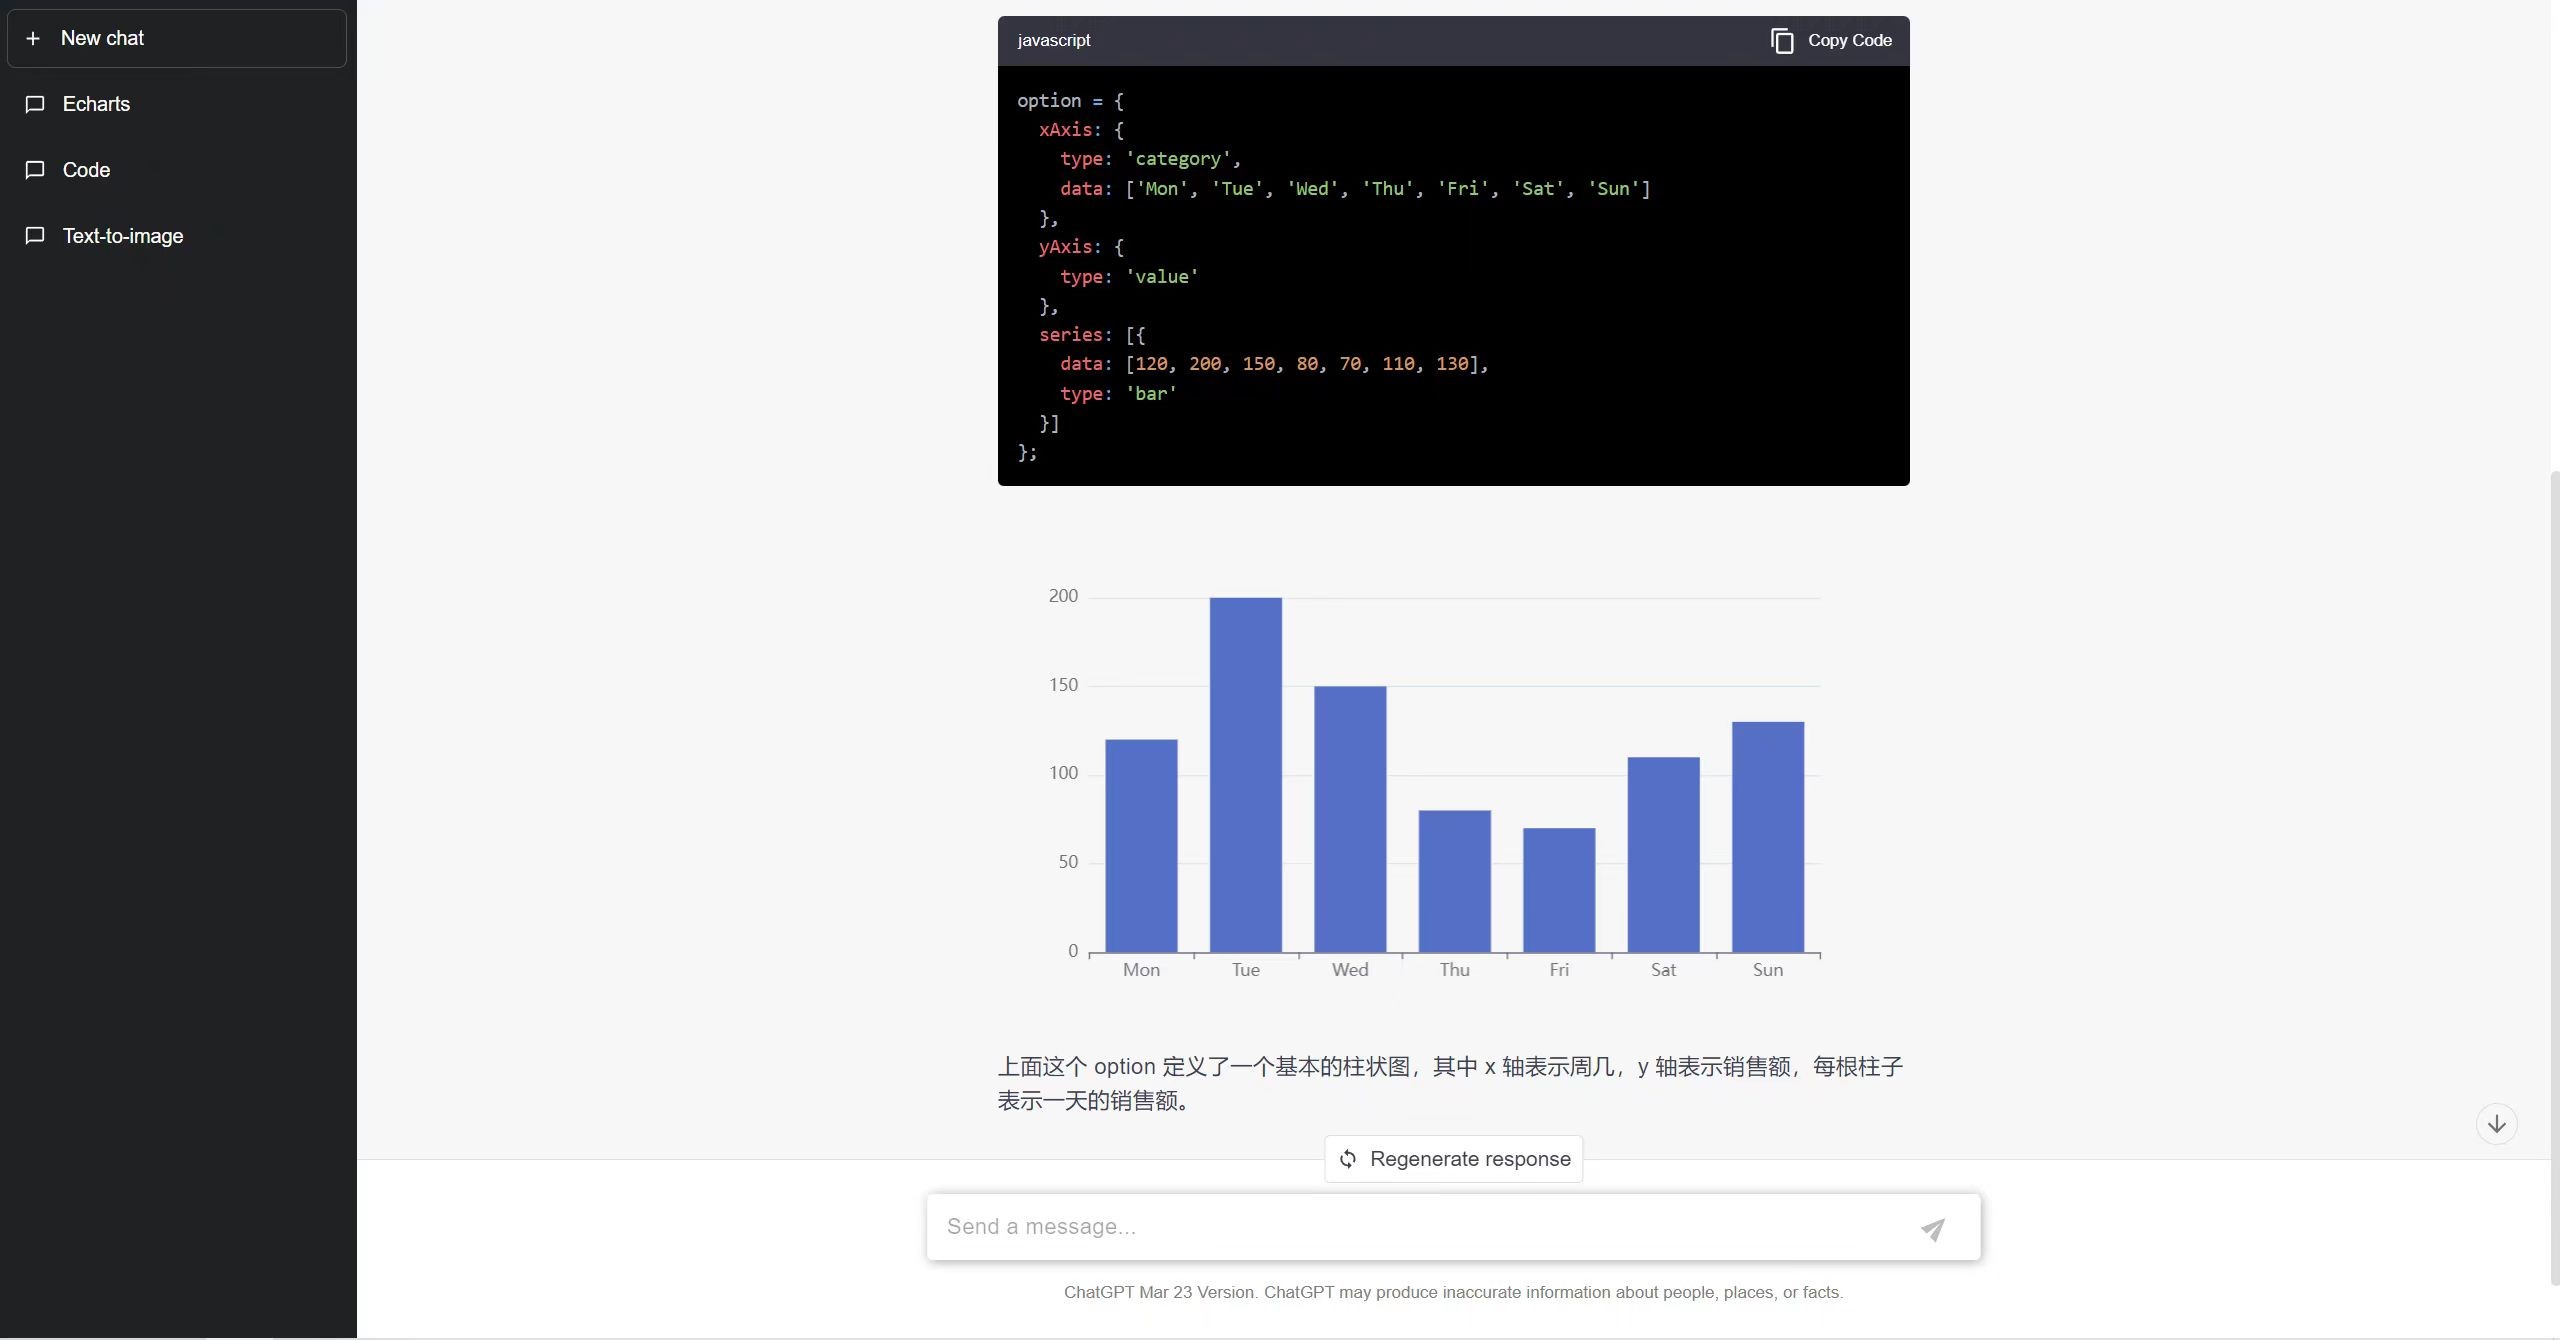 New chat
Echarts
Code
Text-to-image
javascript
Copy Code
option = {
  xAxis: {
    type: 'category',
    data: ['Mon', 'Tue', 'Wed', 'Thu', 'Fri', 'Sat', 'Sun']
  },
  yAxis: {
    type: 'value'
  },
  series: [{
    data: [120, 200, 150, 80, 70, 110, 130],
    type: 'bar'
  }]
};
200
150
100
50
0
Mon Tue Wed Thu Fri Sat Sun
上面这个 option 定义了一个基本的柱状图，其中 x 轴表示周几，y 轴表示销售额，每根柱子
表示一天的销售额。
Regenerate response
Send a message...
ChatGPT Mar 23 Version. ChatGPT may produce inaccurate information about people, places, or facts.